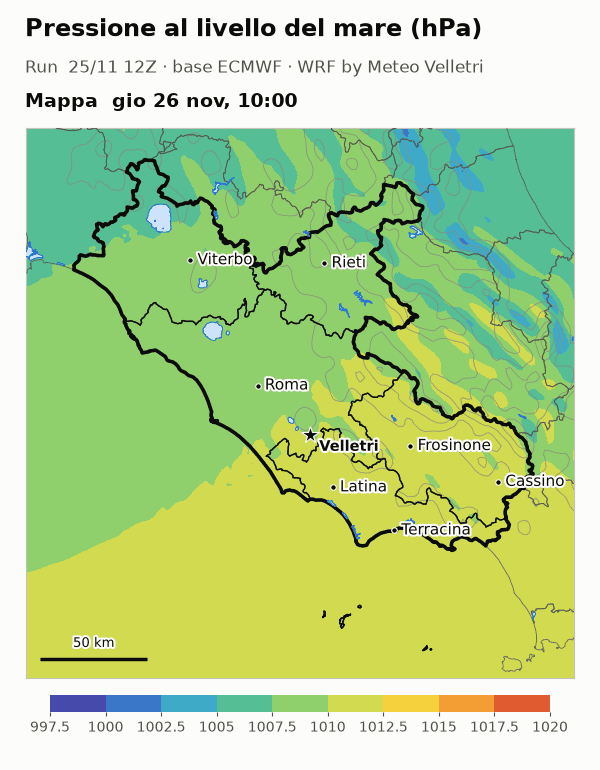 Pressione al livello del mare (hPa)
Run  25/11 12Z · base ECMWF · WRF by Meteo Velletri
Mappa  gio 26 nov, 10:00
Viterbo
Rieti
Roma
Velletri
Frosinone
Cassino
Latina
Terracina
50 km
997.5 1000 1002.5 1005 1007.5 1010 1012.5 1015 1017.5 1020